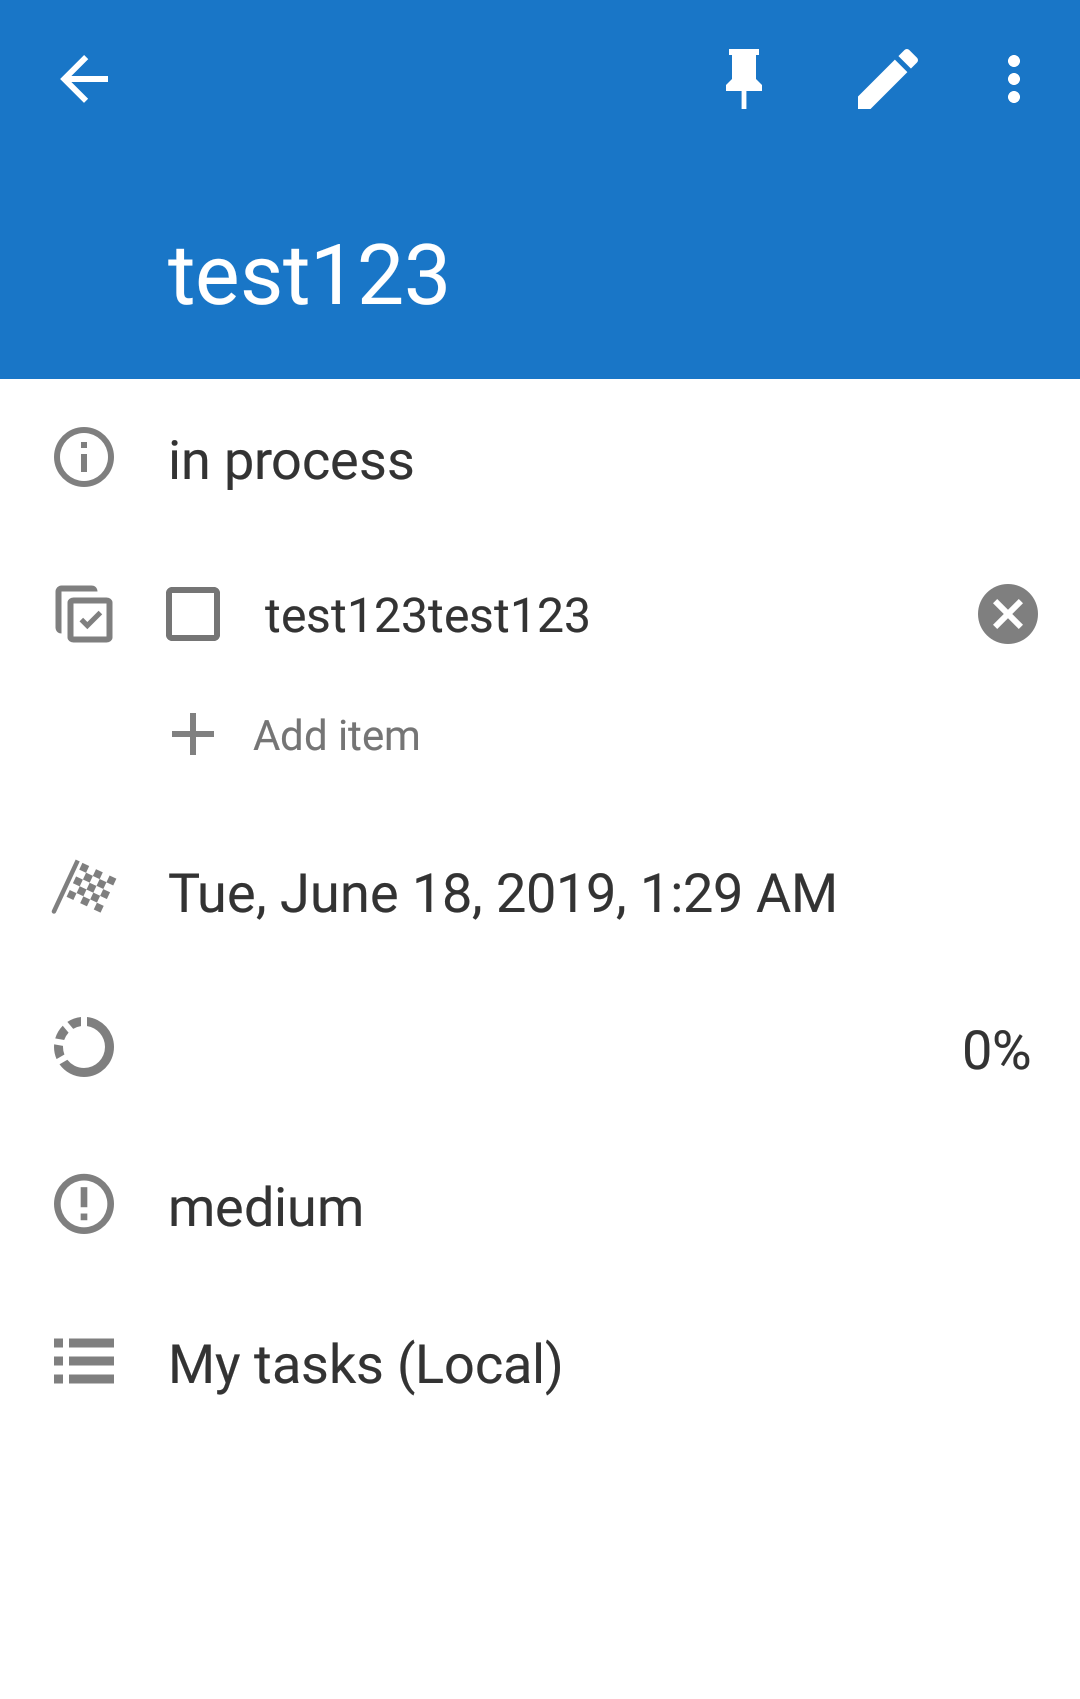 test123
in process
test123test123
Add item
Tue, June 18, 2019, 1:29 AM
0%
medium
My tasks (Local)